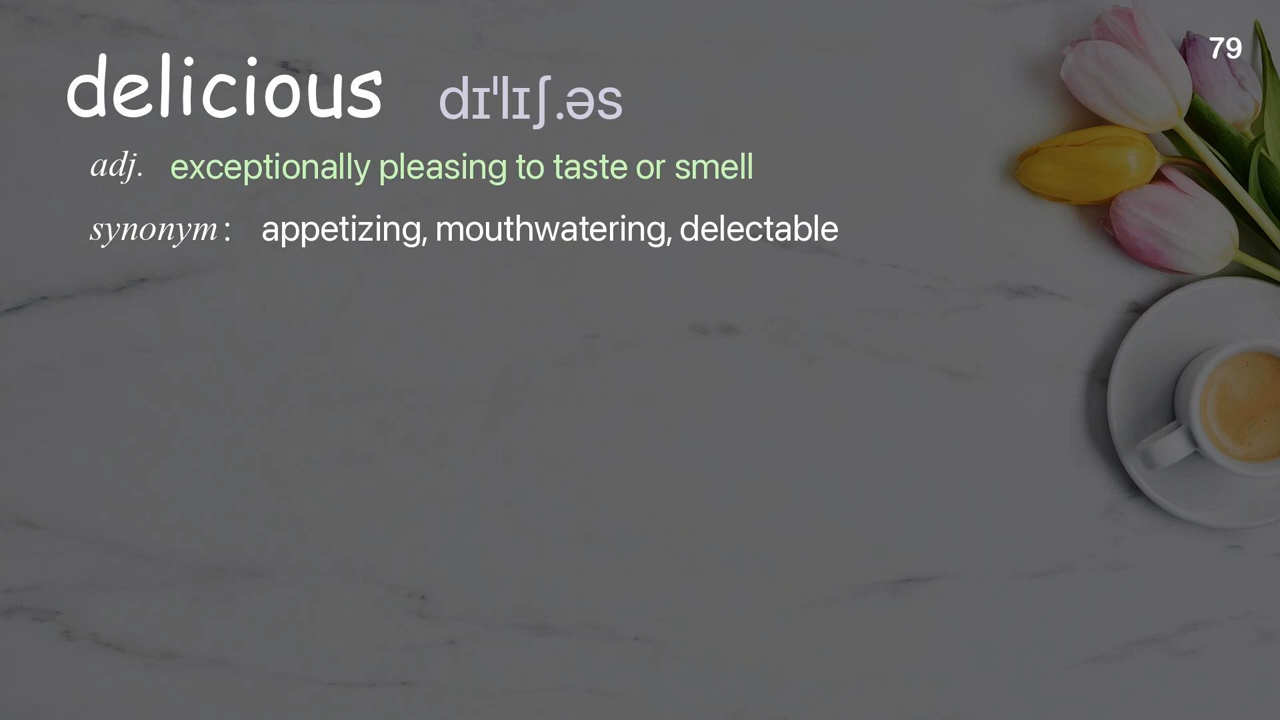 79
delicious dɪˈlɪʃ.əs
adj. exceptionally pleasing to taste or smell
synonym: appetizing, mouthwatering, delectable